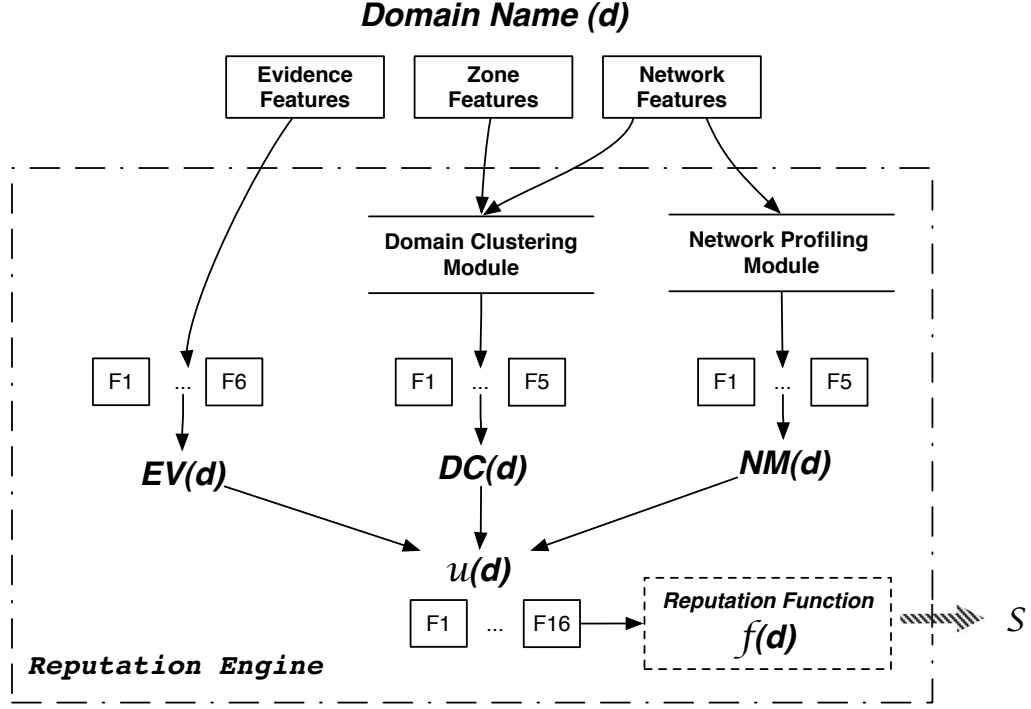 Domain Name (d)
Evidence
Features
Zone
Features
Network
Features
Domain Clustering
Module
Network Profiling
Module
F1 ... F6
F1 ... F5
F1 ... F5
EV(d)
DC(d)
NM(d)
u(d)
F1 ... F16
Reputation Function
f(d)
S
Reputation Engine